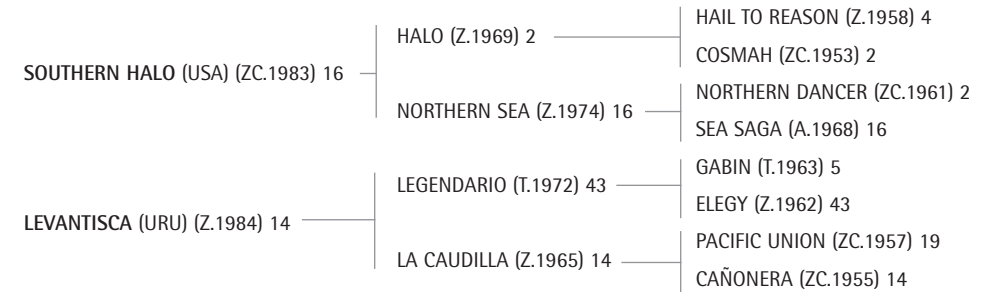 HAIL TO REASON (Z.1958) 4
HALO (Z.1969) 2
COSMAH (ZC.1953) 2
SOUTHERN HALO (USA) (ZC.1983) 16
NORTHERN DANCER (ZC.1961) 2
NORTHERN SEA (Z.1974) 16
SEA SAGA (A.1968) 16
GABIN (T.1963) 5
LEGENDARIO (T.1972) 43
ELEGY (Z.1962) 43
LEVANTISCA (URU) (Z.1984) 14
PACIFIC UNION (ZC.1957) 19
LA CAUDILLA (Z.1965) 14
CAÑONERA (ZC.1955) 14